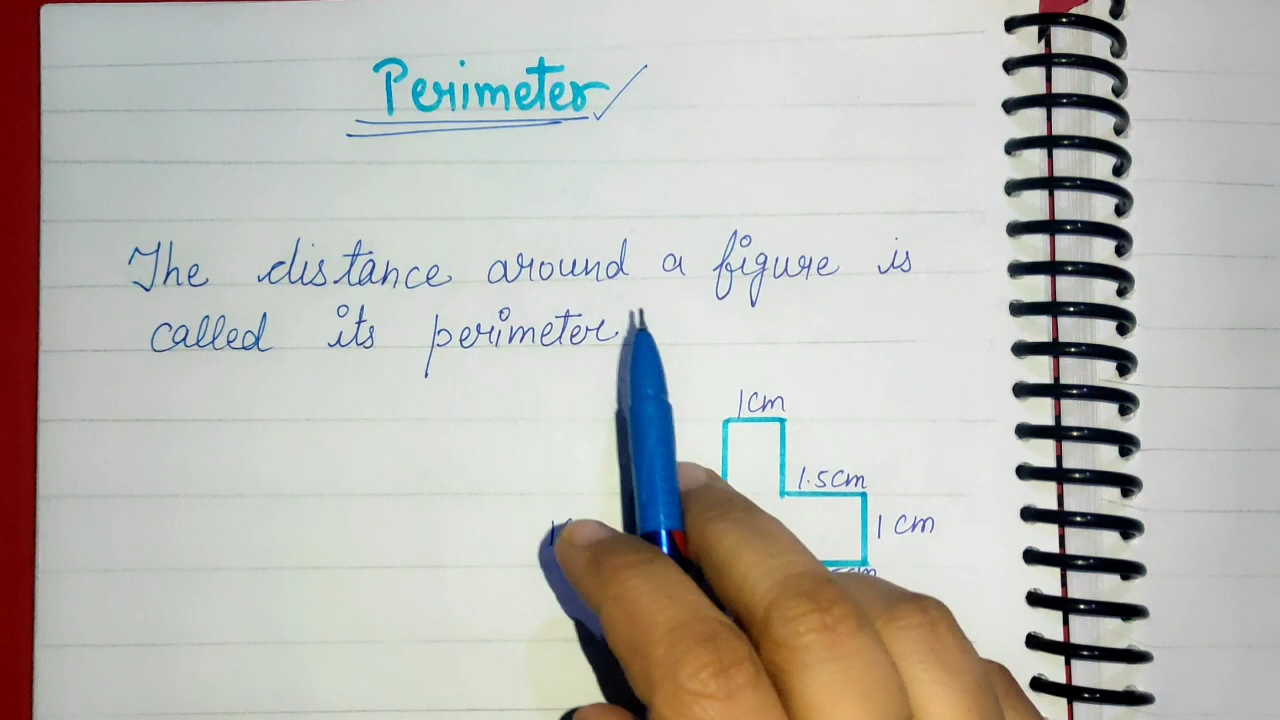 Perimeter
The distance around a figure is
called its perimeter
1cm
1.5cm
1 cm